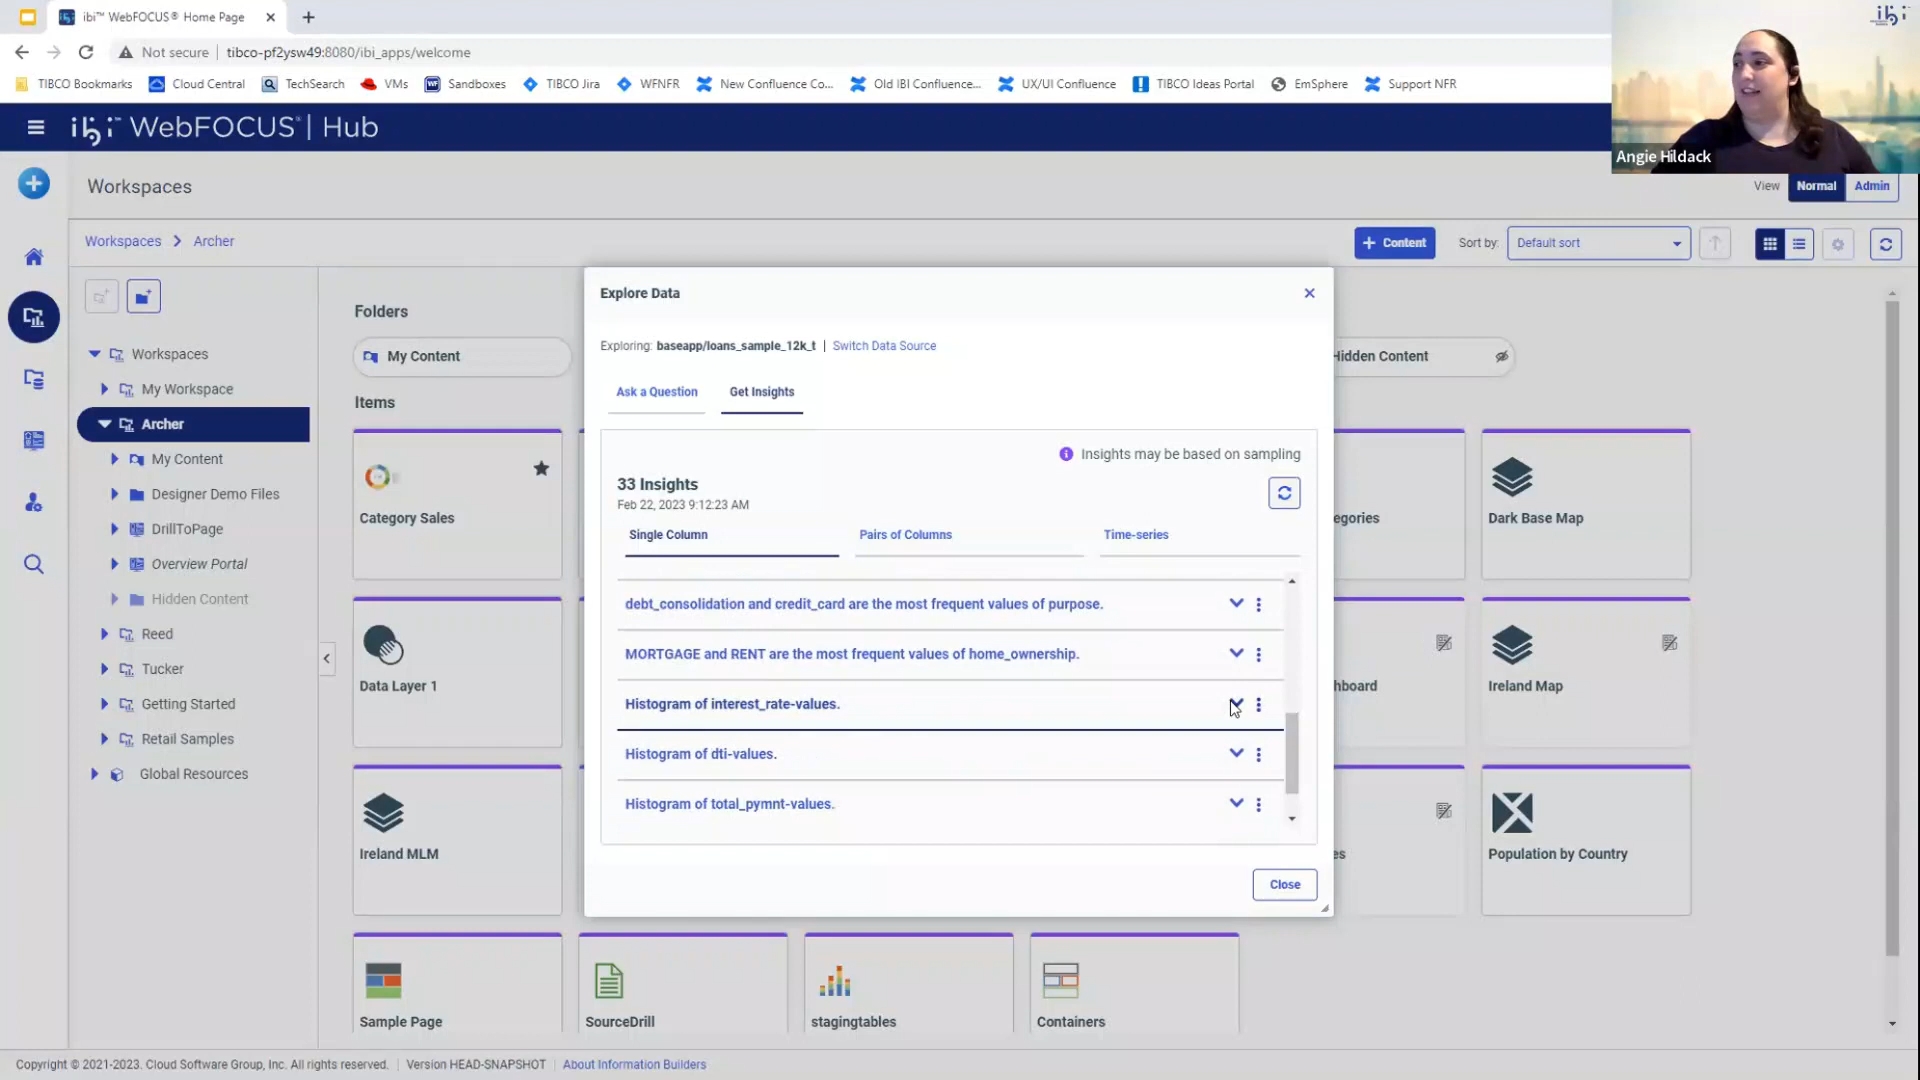 ibi™ WebFOCUS® Home Page
Not secure | tibco-pf2ysw49:8080/ibi_apps/welcome
TIBCO Bookmarks Cloud Central TechSearch VMs Sandboxes TIBCO Jira WFNFR New Confluence Co... Old IBI Confluence... UX/UI Confluence TIBCO Ideas Portal EmSphere Support NFR
ibi™ WebFOCUS® | Hub
ibi
Angie Hildack
Workspaces
View Normal Admin
Workspaces > Archer
+ Content Sort by: Default sort
Workspaces
My Workspace
Archer
My Content
Designer Demo Files
DrillToPage
Overview Portal
Hidden Content
Reed
Tucker
Getting Started
Retail Samples
Global Resources
Folders
My Content
Hidden Content
Items
Category Sales
egories
Dark Base Map
Data Layer 1
hboard
Ireland Map
Ireland MLM
es
Population by Country
Sample Page
SourceDrill
stagingtables
Containers
Explore Data
Exploring: baseapp/loans_sample_12k_t | Switch Data Source
Ask a Question Get Insights
Insights may be based on sampling
33 Insights
Feb 22, 2023 9:12:23 AM
Single Column Pairs of Columns Time-series
debt_consolidation and credit_card are the most frequent values of purpose.
MORTGAGE and RENT are the most frequent values of home_ownership.
Histogram of interest_rate-values.
Histogram of dti-values.
Histogram of total_pymnt-values.
Close
Copyright © 2021-2023. Cloud Software Group, Inc. All rights reserved. | Version HEAD-SNAPSHOT | About Information Builders